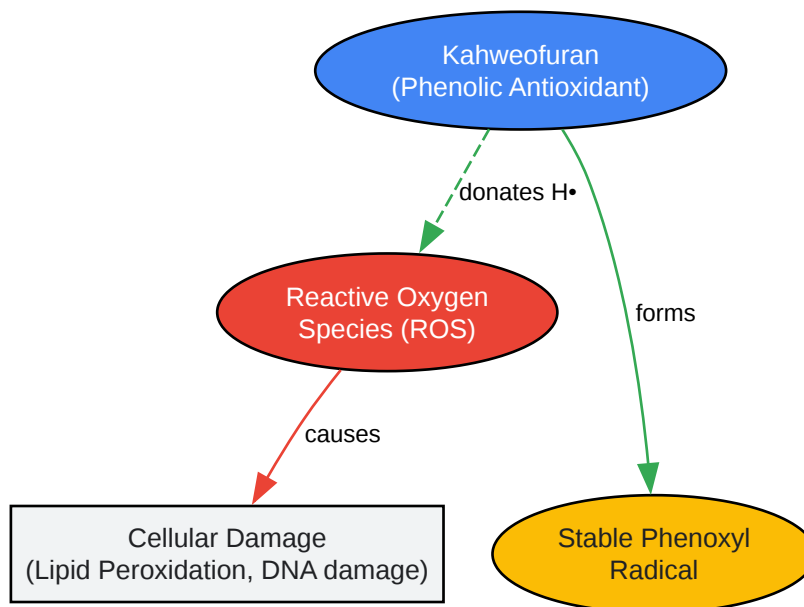 Kahweofuran
(Phenolic Antioxidant)
donates H•
Reactive Oxygen
Species (ROS)
forms
causes
Cellular Damage
(Lipid Peroxidation, DNA damage)
Stable Phenoxyl
Radical